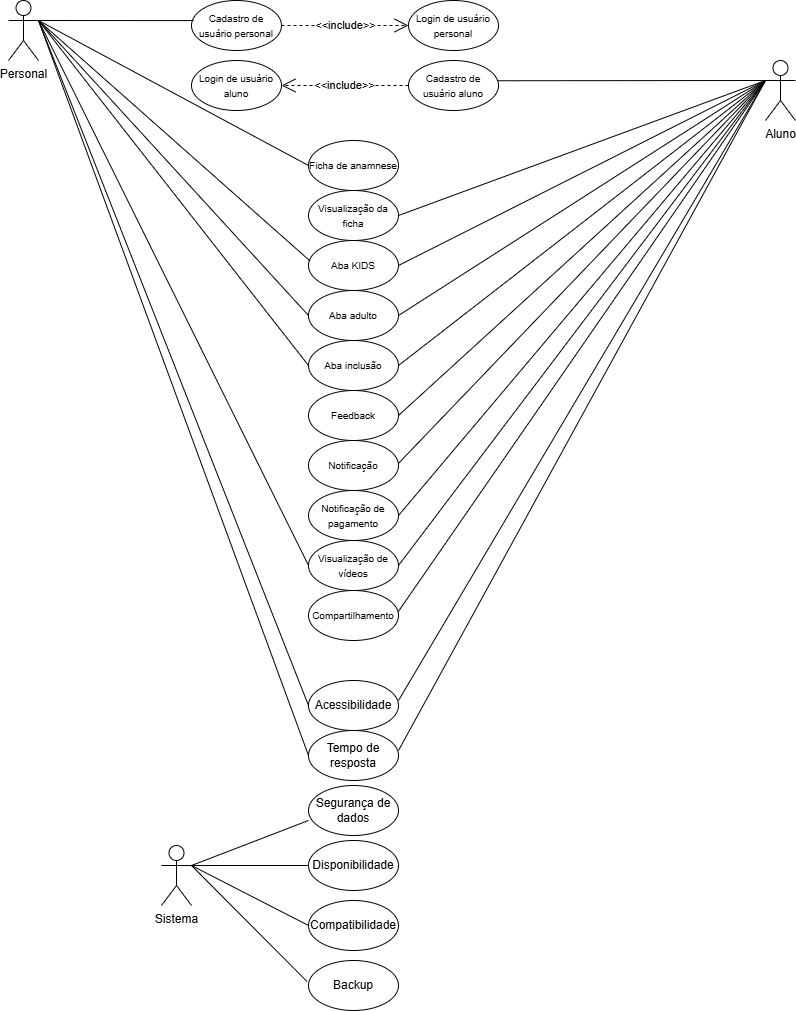 Cadastro de
usuário personal
<<include>>
Login de usuário
personal
Personal
Login de usuário
aluno
<<include>>
Cadastro de
usuário aluno
Aluno
Ficha de anamnese
Visualização da
ficha
Aba KIDS
Aba adulto
Aba inclusão
Feedback
Notificação
Notificação de
pagamento
Visualização de
vídeos
Compartilhamento
Acessibilidade
Tempo de
resposta
Segurança de
dados
Disponibilidade
Sistema
Compatibilidade
Backup